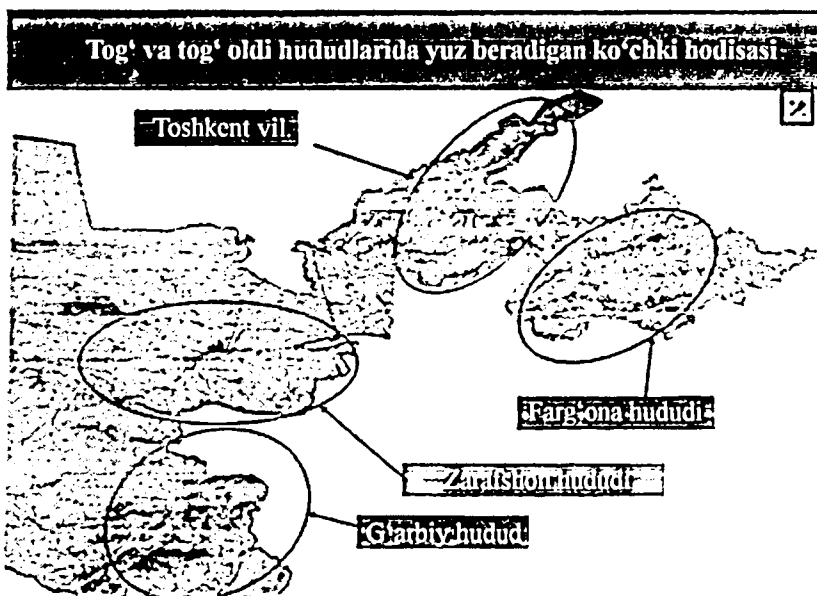 Tog‘ va tog‘ oldi hududlarida yuz beradigan ko‘chki hodisasi
Toshkent vil.
Farg‘ona hududi
Zarafshon hududi
G‘arbiy hudud